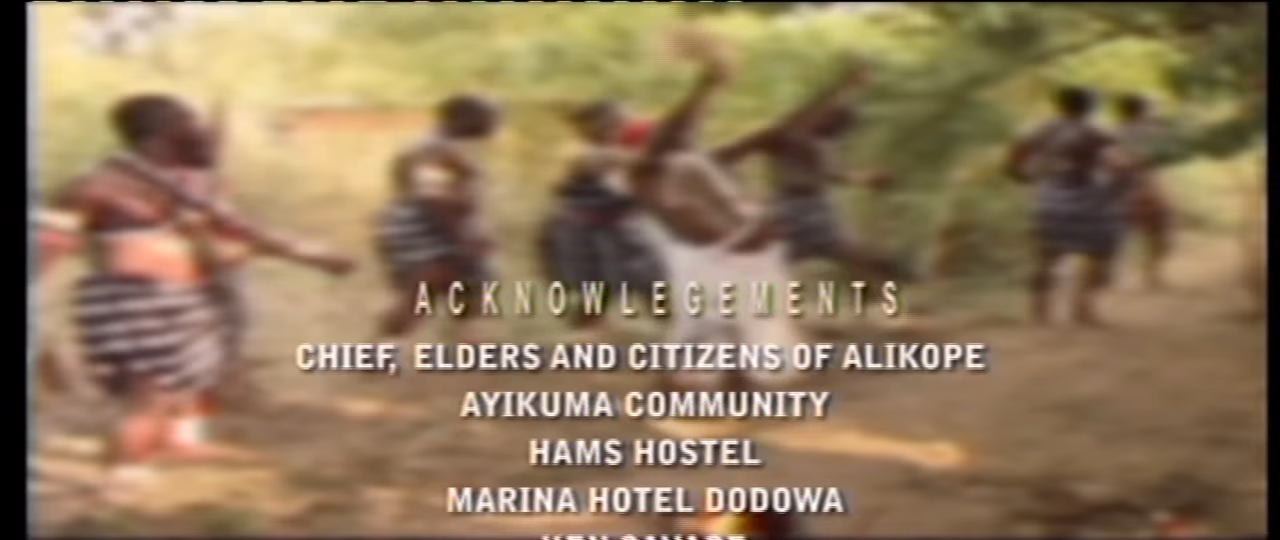 ACKNOWLEGEMENTS
CHIEF, ELDERS AND CITIZENS OF ALIKOPE
AYIKUMA COMMUNITY
HAMS HOSTEL
MARINA HOTEL DODOWA